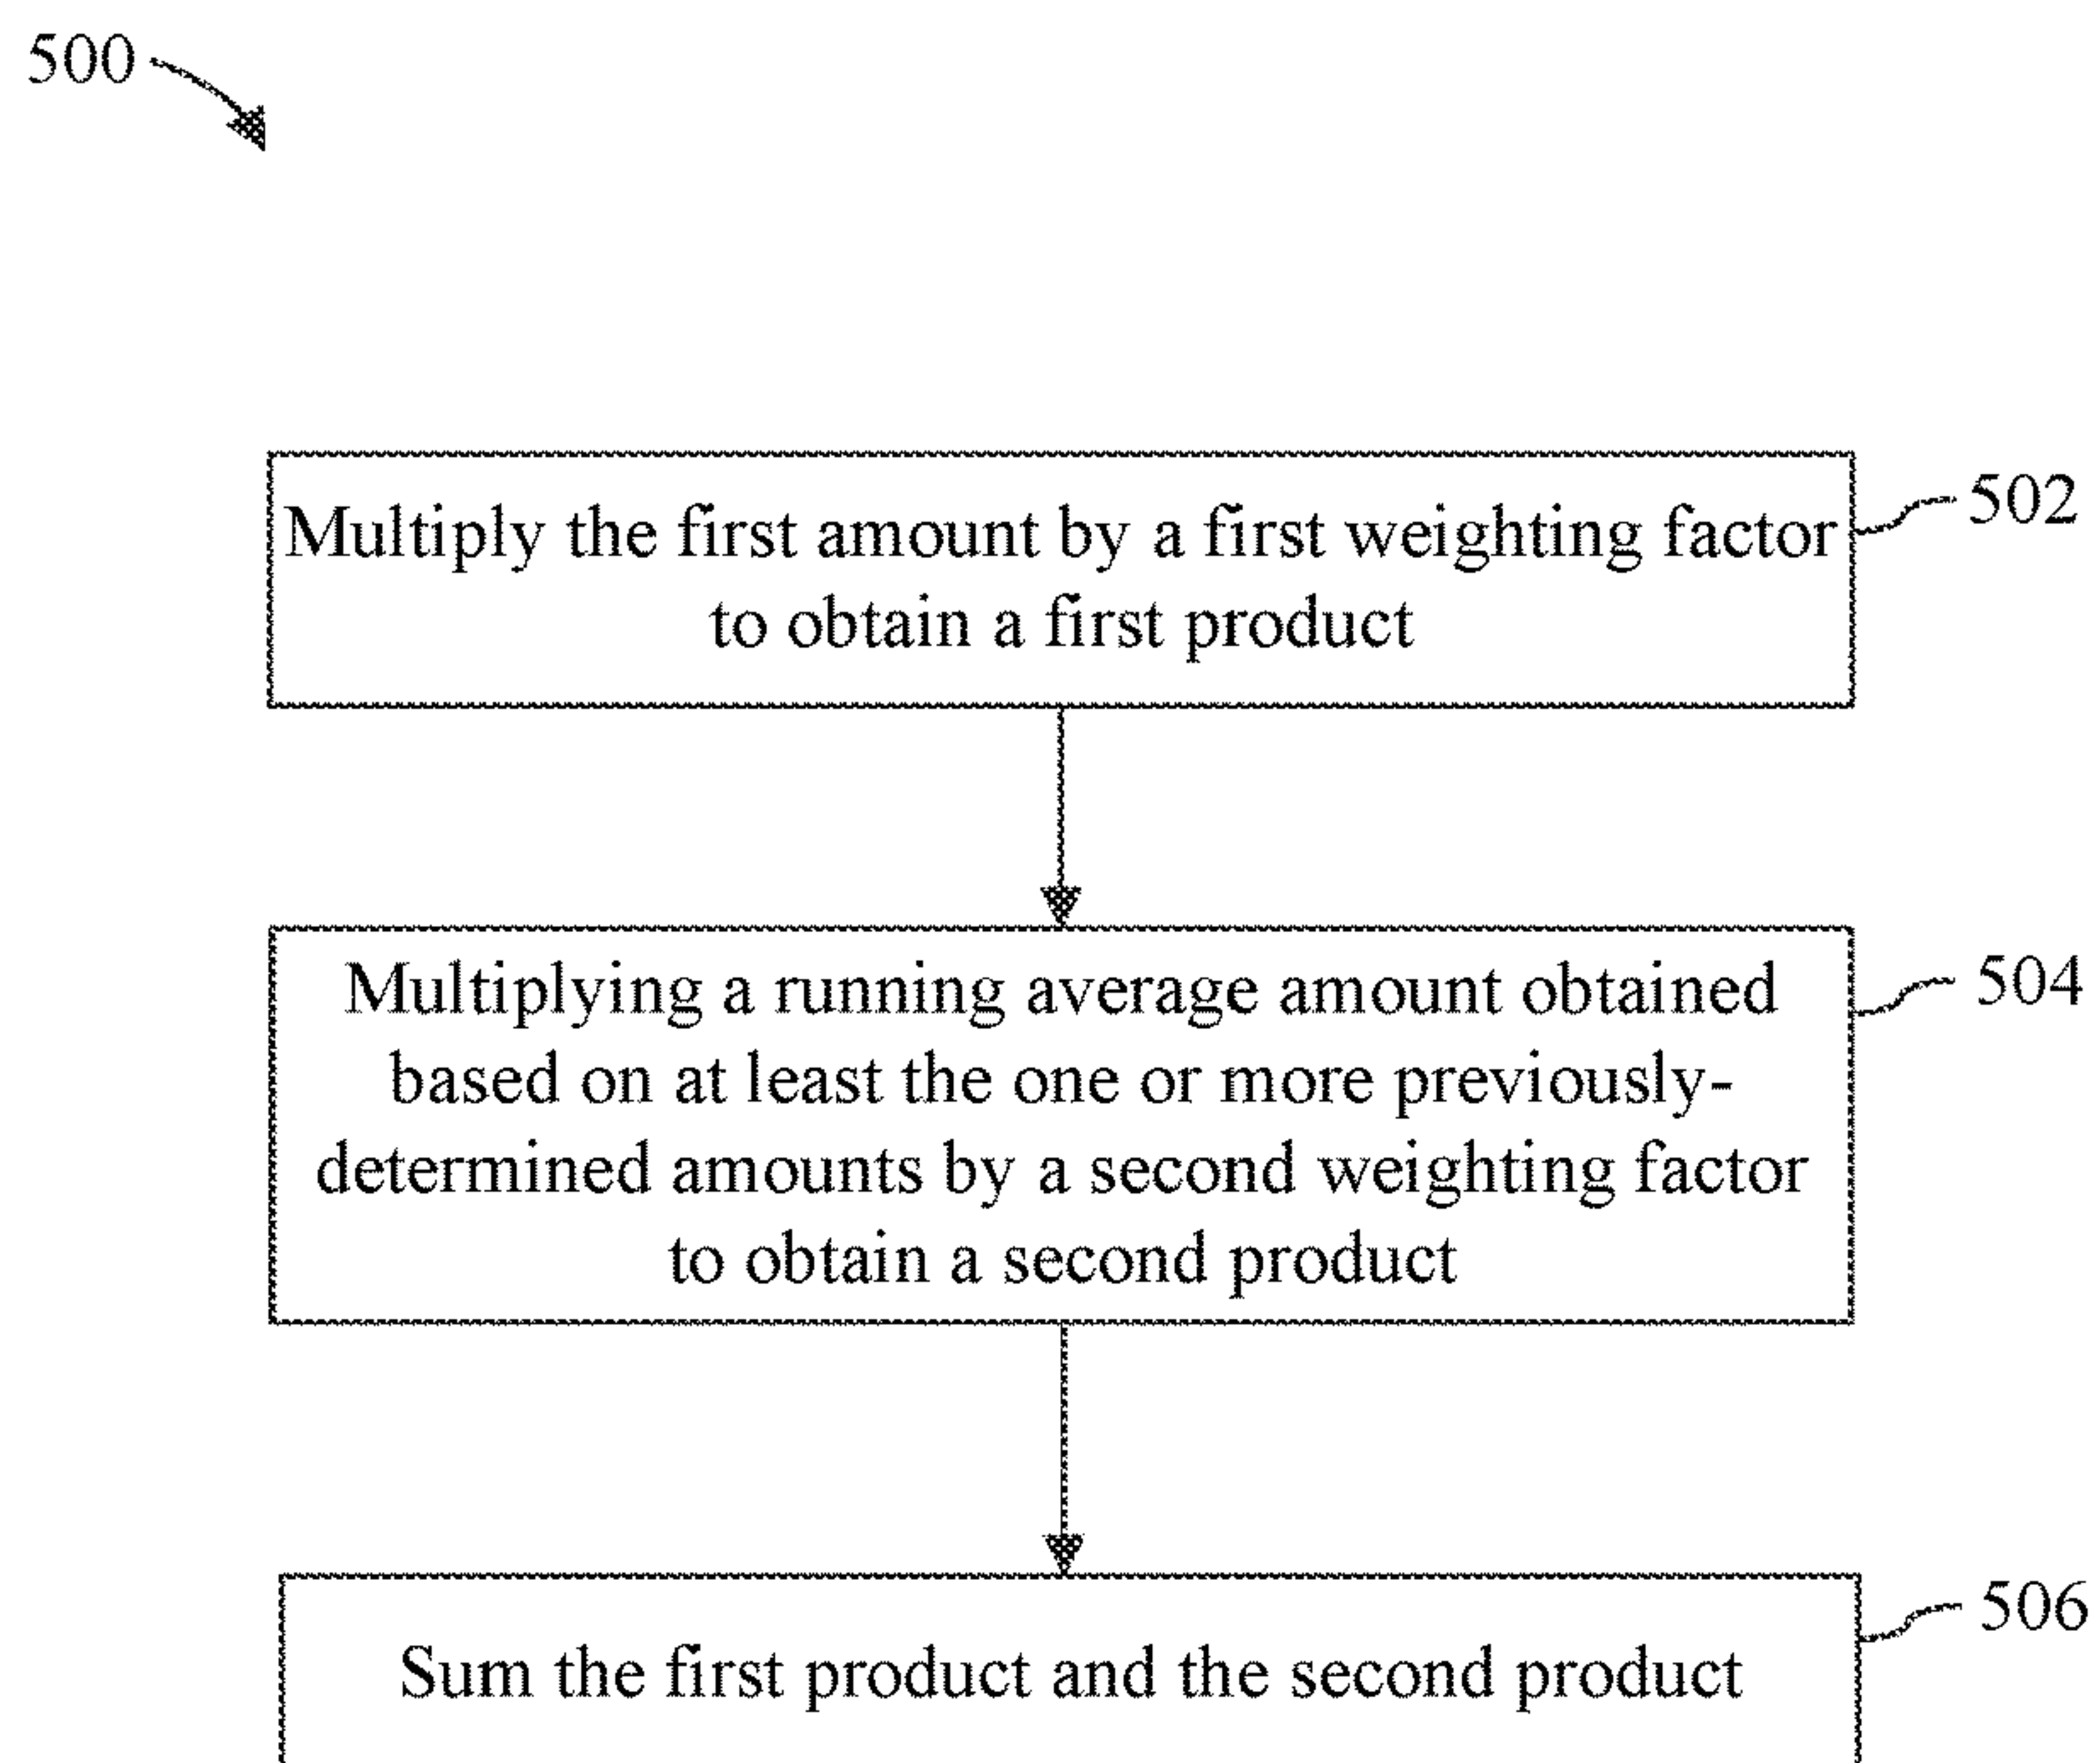 500
Multiply the first amount by a first weighting factor
to obtain a first product
502
Multiplying a running average amount obtained
based on at least the one or more previously-
determined amounts by a second weighting factor
to obtain a second product
504
Sum the first product and the second product
506